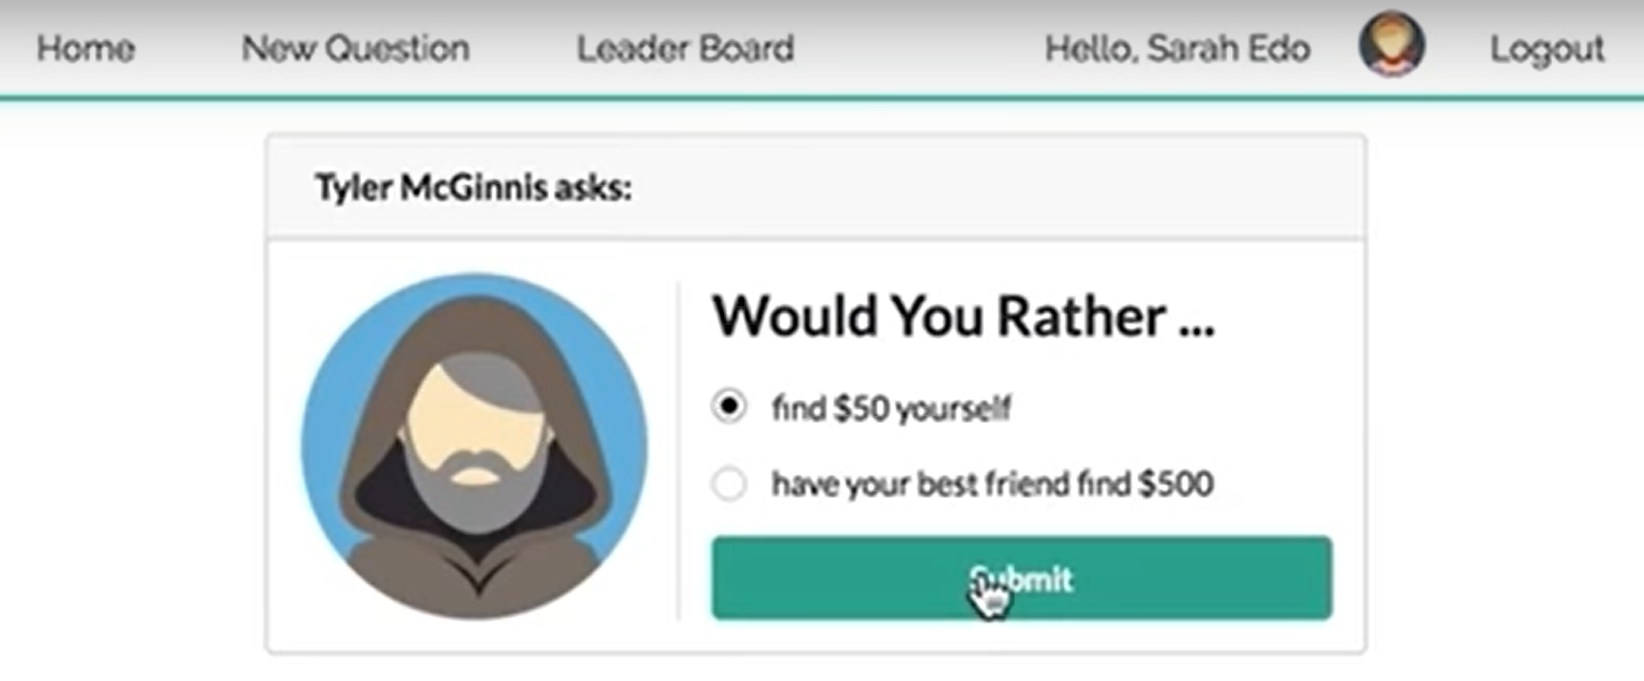 Home New Question Leader Board Hello, Sarah Edo Logout
Tyler McGinnis asks:
Would You Rather ...
find $50 yourself
have your best friend find $500
Submit